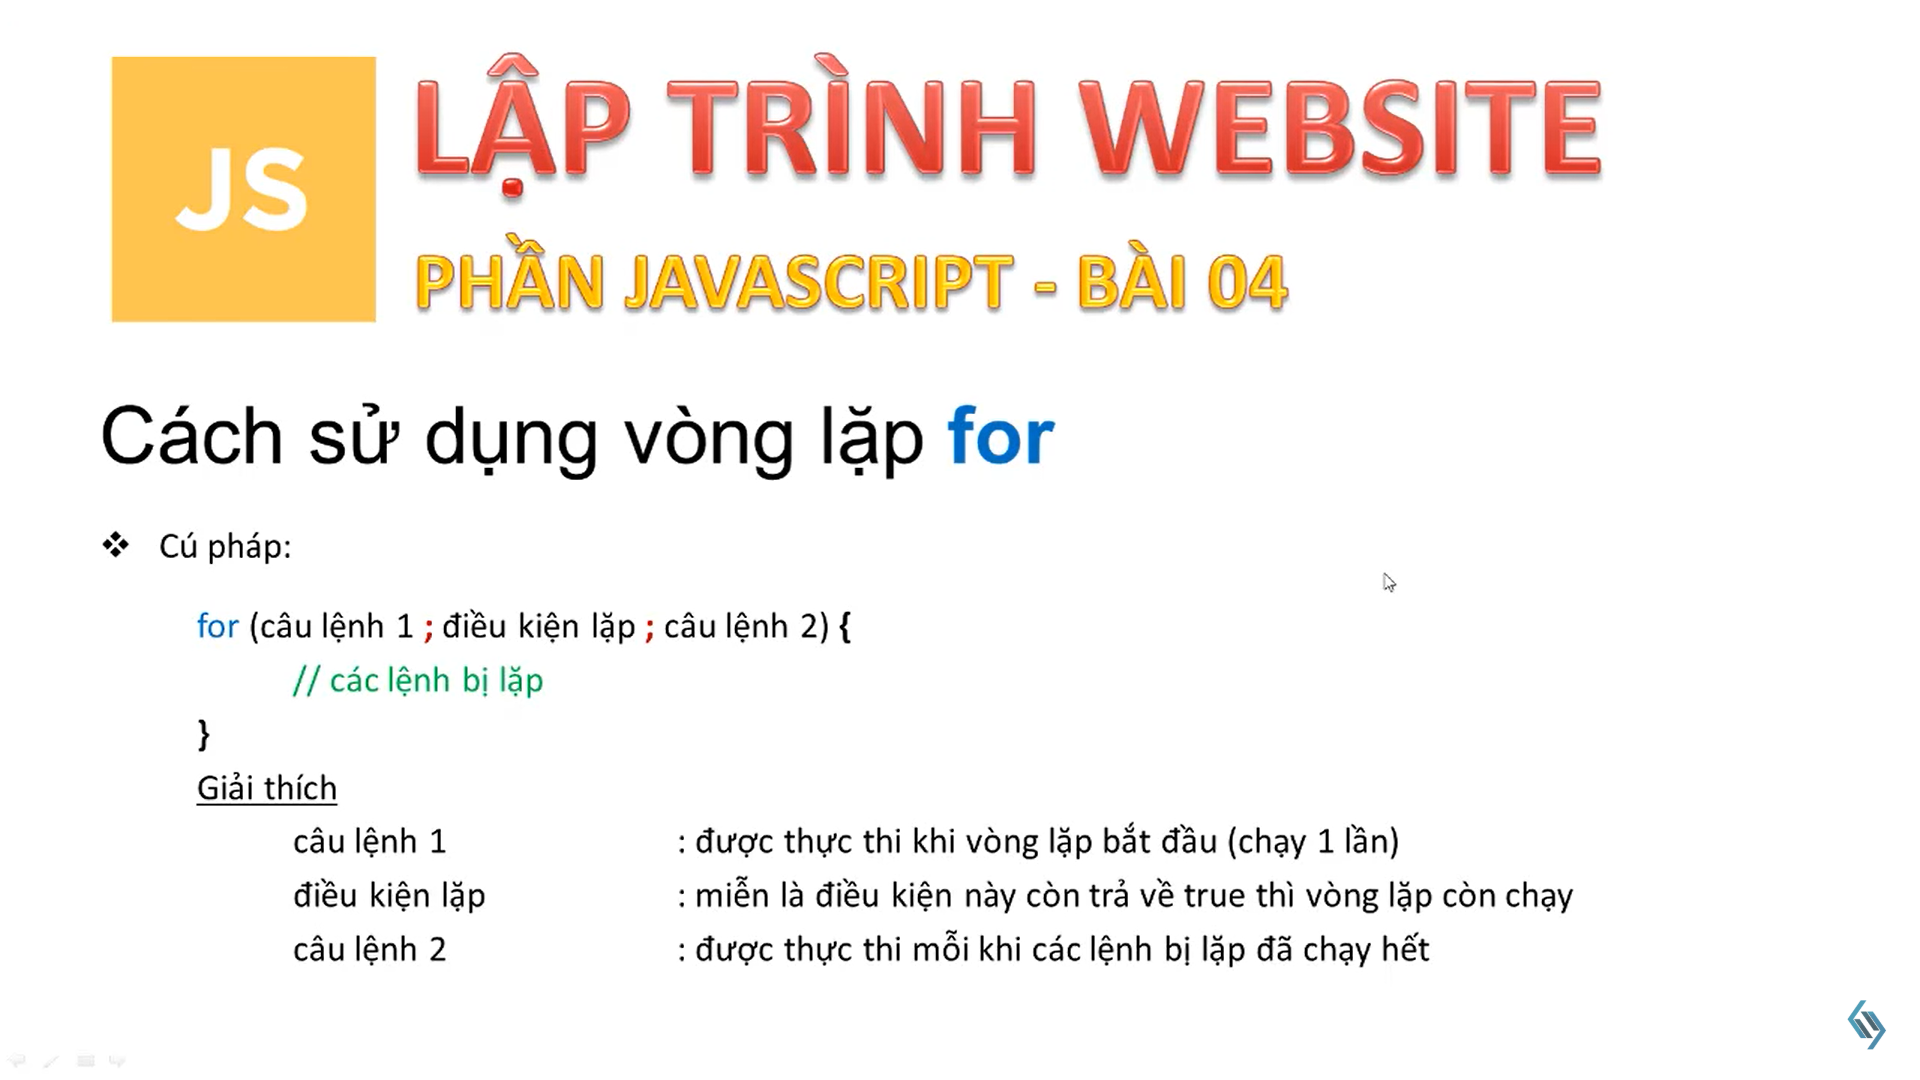 JS
LẬP TRÌNH WEBSITE
PHẦN JAVASCRIPT - BÀI 04
Cách sử dụng vòng lặp for
❖ Cú pháp:
for (câu lệnh 1 ; điều kiện lặp ; câu lệnh 2) {
// các lệnh bị lặp
}
Giải thích
câu lệnh 1 : được thực thi khi vòng lặp bắt đầu (chạy 1 lần)
điều kiện lặp : miễn là điều kiện này còn trả về true thì vòng lặp còn chạy
câu lệnh 2 : được thực thi mỗi khi các lệnh bị lặp đã chạy hết